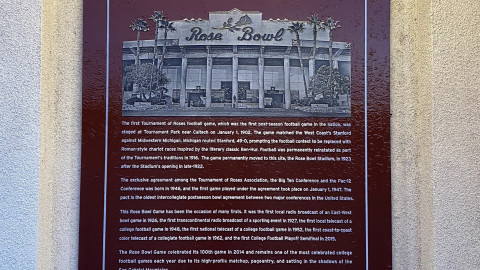 Rose Bowl
The first Tournament of Roses football game, which was the first post-season football game in the nation, was
staged at Tournament Park near Caltech on January 1, 1902. The game matched the West Coast's Stanford
against Midwestern Michigan. Michigan routed Stanford, 49-0, prompting the football contest to be replaced with
Roman-style chariot races inspired by the literary classic Ben-Hur. Football was permanently reinstated as part
of the Tournament's traditions in 1916. The game permanently moved to this site, the Rose Bowl Stadium, in 1923
after the Stadium's opening in late-1922.
The exclusive agreement among the Tournament of Roses Association, the Big Ten Conference and the Pac-12
Conference was born in 1946, and the first game played under the agreement took place on January 1, 1947. The
pact is the oldest intercollegiate postseason bowl agreement between two major conferences in the United States.
This Rose Bowl Game has been the occasion of many firsts. It was the first local radio broadcast of an East-West
bowl game in 1926, the first transcontinental radio broadcast of a sporting event in 1927, the first local telecast of a
college football game in 1948, the first national telecast of a college football game in 1952, the first coast-to-coast
color telecast of a collegiate football game in 1962, and the first College Football Playoff Semifinal in 2015.
The Rose Bowl Game celebrated its 100th game in 2014 and remains one of the most celebrated college
football games each year due to its high-profile matchup, pageantry, and setting in the shadows of the
San Gabriel Mountains.